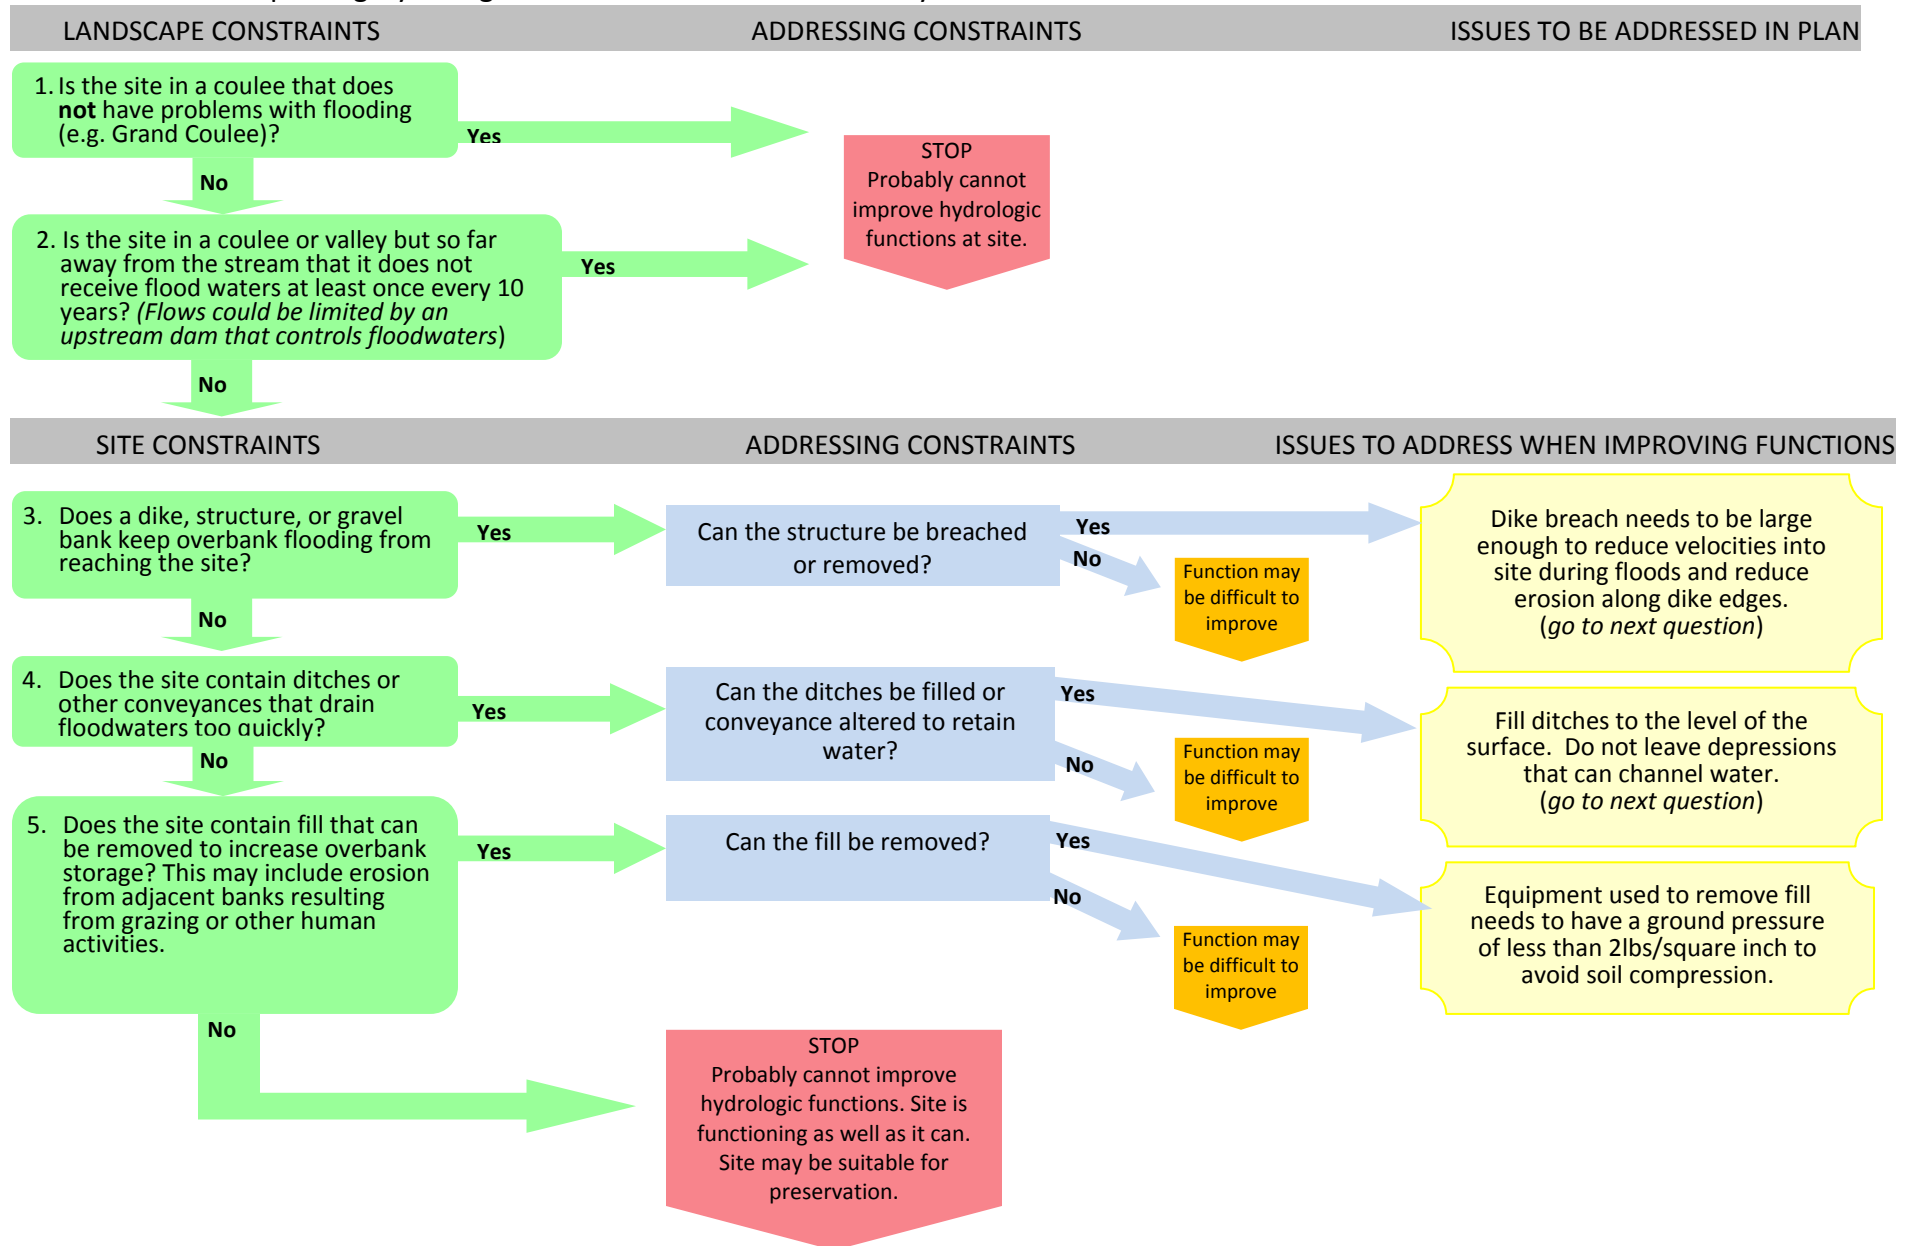 LANDSCAPE CONSTRAINTS
ADDRESSING CONSTRAINTS
ISSUES TO BE ADDRESSED IN PLAN
1. Is the site in a coulee that does
not have problems with flooding
(e.g. Grand Coulee)?
Yes
STOP
Probably cannot
improve hydrologic
functions at site.
No
2. Is the site in a coulee or valley but so far
away from the stream that it does not
receive flood waters at least once every 10
years? (Flows could be limited by an
upstream dam that controls floodwaters)
Yes
No
SITE CONSTRAINTS
ADDRESSING CONSTRAINTS
ISSUES TO ADDRESS WHEN IMPROVING FUNCTIONS
3. Does a dike, structure, or gravel
bank keep overbank flooding from
reaching the site?
Yes
Can the structure be breached
or removed?
Yes
No
Function may
be difficult to
improve
Dike breach needs to be large
enough to reduce velocities into
site during floods and reduce
erosion along dike edges.
(go to next question)
No
4. Does the site contain ditches or
other conveyances that drain
floodwaters too quickly?
Yes
Can the ditches be filled or
conveyance altered to retain
water?
Yes
No
Function may
be difficult to
improve
Fill ditches to the level of the
surface. Do not leave depressions
that can channel water.
(go to next question)
No
5. Does the site contain fill that can
be removed to increase overbank
storage? This may include erosion
from adjacent banks resulting
from grazing or other human
activities.
Yes
Can the fill be removed?
Yes
No
Function may
be difficult to
improve
Equipment used to remove fill
needs to have a ground pressure
of less than 2lbs/square inch to
avoid soil compression.
No
STOP
Probably cannot improve
hydrologic functions. Site is
functioning as well as it can.
Site may be suitable for
preservation.